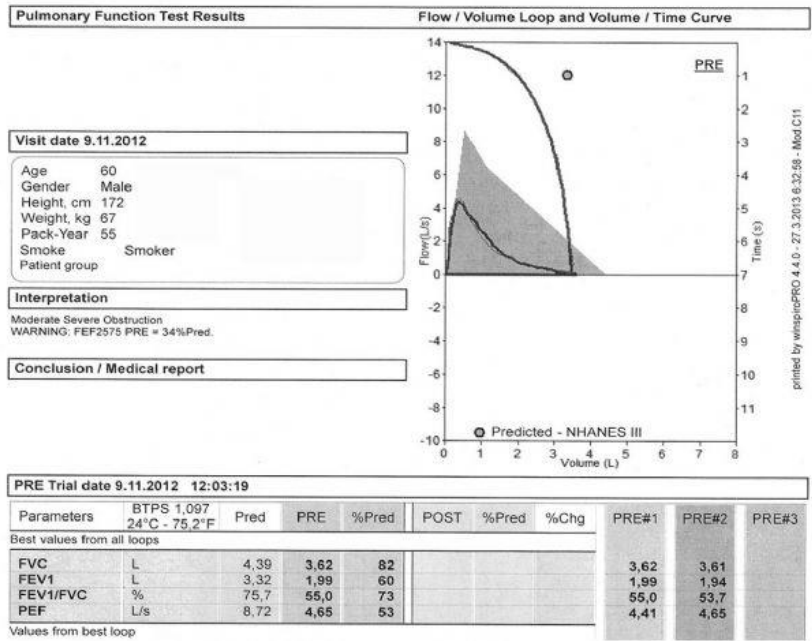 Pulmonary Function Test Results
Flow / Volume Loop and Volume / Time Curve
Visit date 9.11.2012
Age 60
Gender Male
Height, cm 172
Weight, kg 67
Pack-Year 55
Smoke Smoker
Patient group
Interpretation
Moderate Severe Obstruction
WARNING: FEF2575 PRE = 34%Pred.
Conclusion / Medical report
PRE
14
12
10
8
6
4
2
0
-2
-4
-6
-8
-10
Flow(L/s)
1
2
3
4
5
6
7
8
9
10
11
Time (s)
Predicted - NHANES III
0 1 2 3 4 5 6 7 8
Volume (L)
printed by winspiroPRO 4.4.0 - 27.3.2013 6:32:58 - Mod.C11
PRE Trial date 9.11.2012 12:03:19
Parameters BTPS 1,097 Pred PRE %Pred POST %Pred %Chg PRE#1 PRE#2 PRE#3
24°C - 75,2°F
Best values from all loops
FVC L 4,39 3,62 82 3,62 3,61
FEV1 L 3,32 1,99 60 1,99 1,94
FEV1/FVC % 75,7 55,0 73 55,0 53,7
PEF L/s 8,72 4,65 53 4,41 4,65
Values from best loop